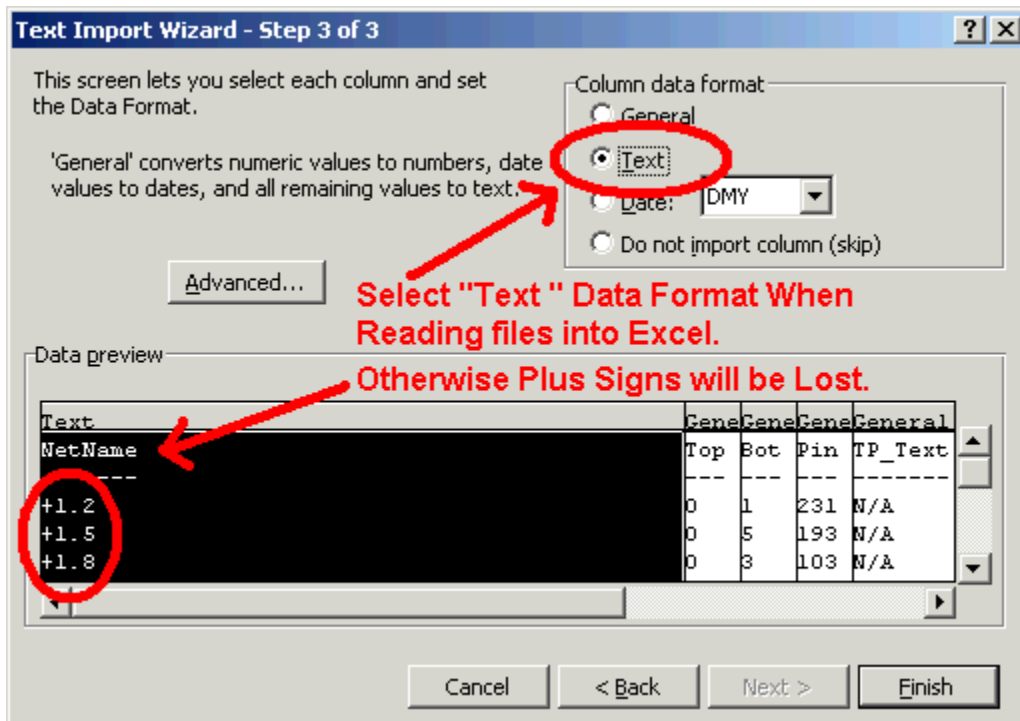 Text Import Wizard - Step 3 of 3
This screen lets you select each column and set
the Data Format.
'General' converts numeric values to numbers, date
values to dates, and all remaining values to text.
Column data format
General
Text
Date: DMY
Do not import column (skip)
Advanced...
Select "Text " Data Format When
Reading files into Excel.
Otherwise Plus Signs will be Lost.
Data preview
Text Gene Gene Gene General
NetName Top Bot Pin TP_Text
------- --- --- --- -------
+1.2 0 1 231 N/A
+1.5 0 5 193 N/A
+1.8 0 3 103 N/A
Cancel < Back Next > Finish